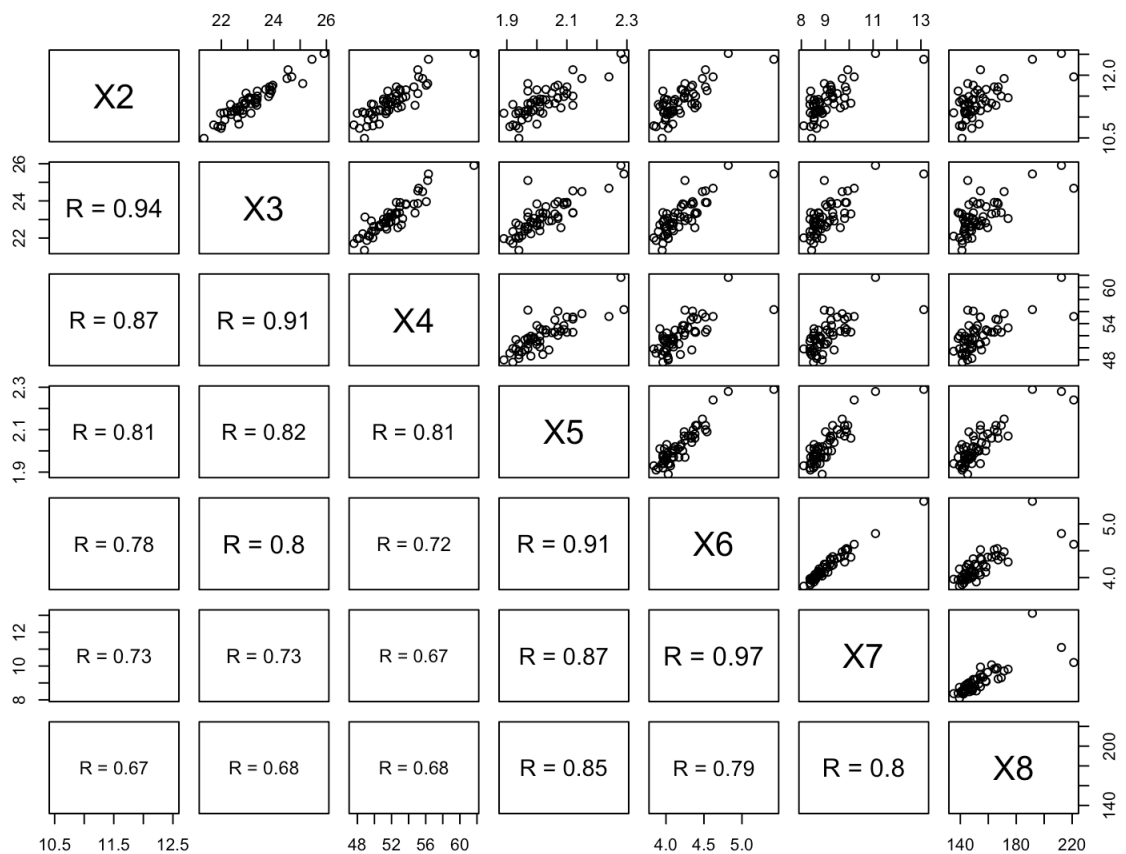 22 24 26 1.9 2.1 2.3 8 9 11 13
X2
10.5 12.0
22 24 26
R = 0.94 X3
R = 0.87 R = 0.91 X4
48 54 60
1.9 2.1 2.3
R = 0.81 R = 0.82 R = 0.81 X5
R = 0.78 R = 0.8 R = 0.72 R = 0.91 X6
4.0 5.0
8 10 12
R = 0.73 R = 0.73 R = 0.67 R = 0.87 R = 0.97 X7
R = 0.67 R = 0.68 R = 0.68 R = 0.85 R = 0.79 R = 0.8 X8
140 200
10.5 11.5 12.5 48 52 56 60 4.0 4.5 5.0 140 180 220